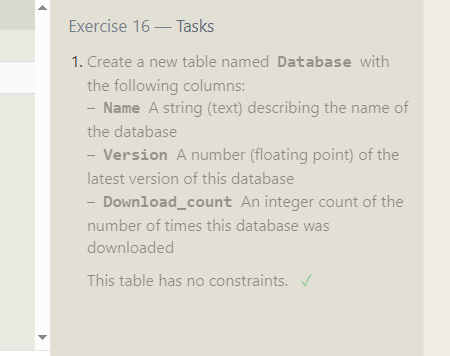 Exercise 16 — Tasks
1. Create a new table named Database with
the following columns:
– Name A string (text) describing the name of
the database
– Version A number (floating point) of the
latest version of this database
– Download_count An integer count of the
number of times this database was
downloaded
This table has no constraints. ✓